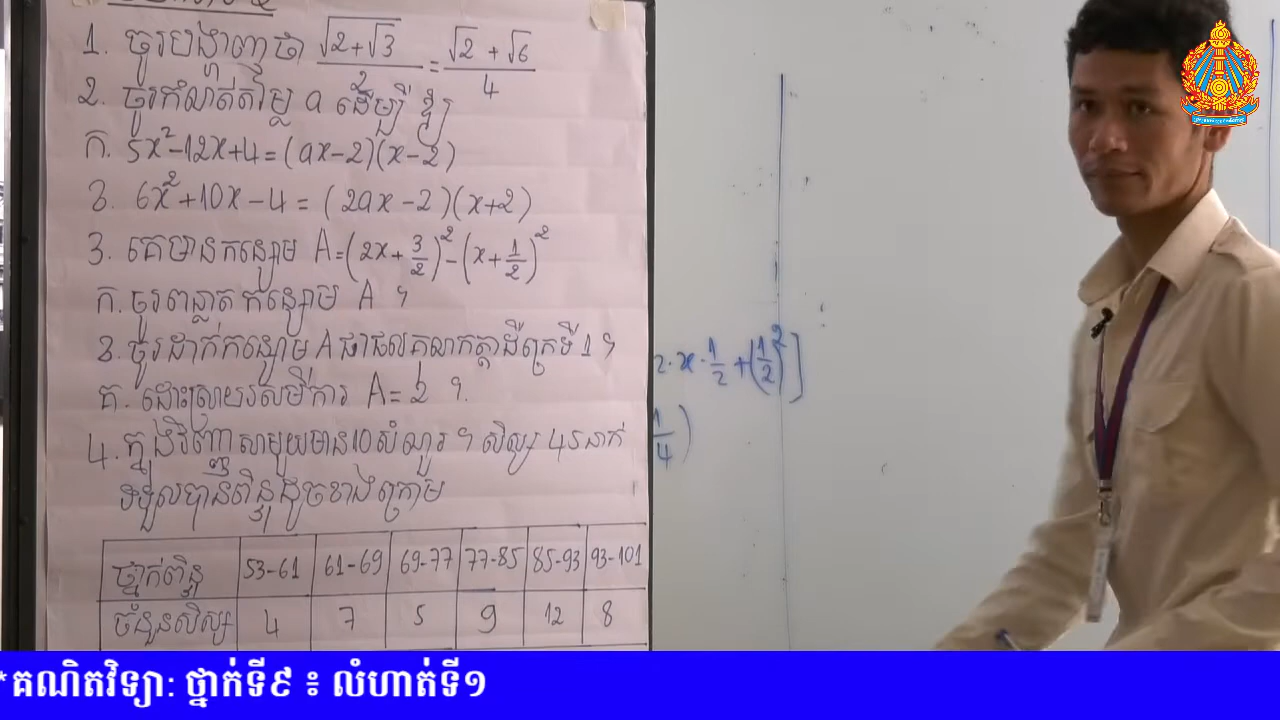 1. ចូរបង្ហាញថា √2+√3/2 = √2 + √6/4
2. ចូរកំណត់តម្លៃ a ដើម្បី ឱ្យ
ក. 5x²-12x+4=(ax-2)(x-2)
ខ. 6x²+10x-4 = (2ax-2)(x+2)
3. គេមានកន្សោម A=(2x+3/2)²-(x+1/2)²
ក. ចូរពន្លាត កន្សោម A ។
ខ. ចូរដាក់កន្សោម A ជាផលគុណកត្តាដឺក្រេទី 1 ។
គ. ដោះស្រាយសមីការ A= 2 ។
4. ក្នុងវិញ្ញាសាមួយមាន 10 សំណួរ ។ សិស្ស 45 នាក់
ទទួលបានពិន្ទុដូចខាងក្រោម
ថ្នាក់ពិន្ទុ 53-61 61-69 69-77 77-85 85-93 93-101
ចំនួនសិស្ស 4 7 5 9 12 8
2·x·1/2+(1/2)²]
1/4)
*គណិតវិទ្យា: ថ្នាក់ទី៩ ៖ លំហាត់ទី១